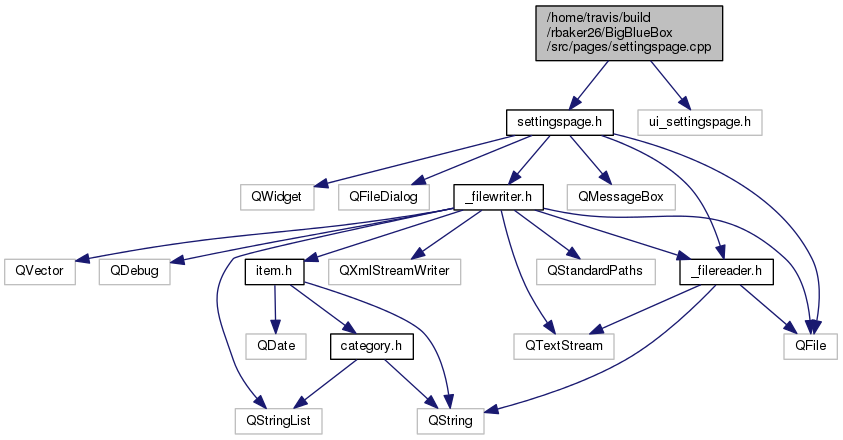 /home/travis/build
/rbaker26/BigBlueBox
/src/pages/settingspage.cpp
settingspage.h
ui_settingspage.h
QWidget
QFileDialog
_filewriter.h
QMessageBox
QVector
QDebug
item.h
QXmlStreamWriter
QStandardPaths
_filereader.h
QDate
category.h
QTextStream
QFile
QStringList
QString